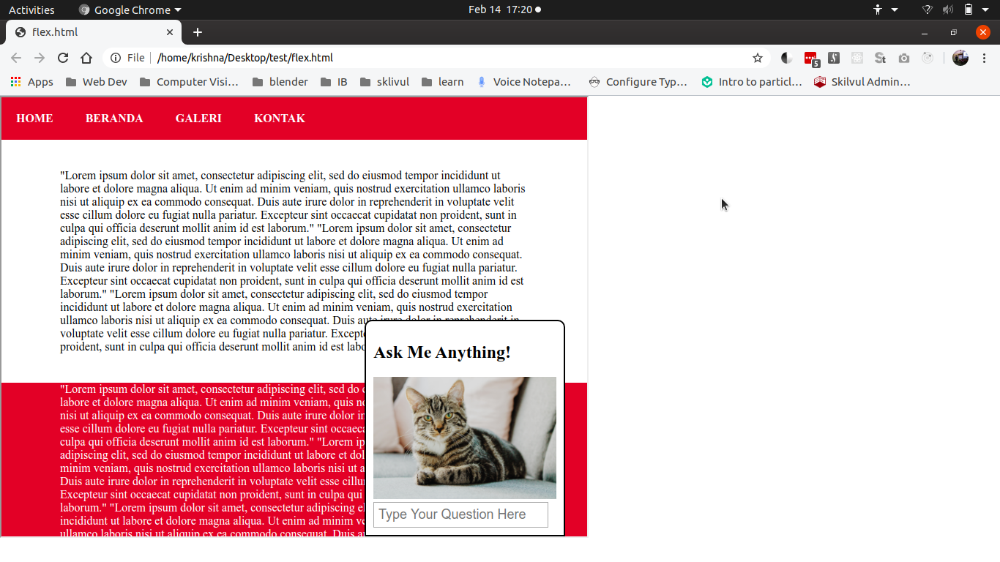 Activities Google Chrome Feb 14 17:20
flex.html
File /home/krishna/Desktop/test/flex.html 5
Apps Web Dev Computer Visi... blender IB sklivul learn Voice Notepa... Configure Typ... Intro to particl... Skilvul Admin...
HOME BERANDA GALERI KONTAK
"Lorem ipsum dolor sit amet, consectetur adipiscing elit, sed do eiusmod tempor incididunt ut
labore et dolore magna aliqua. Ut enim ad minim veniam, quis nostrud exercitation ullamco laboris
nisi ut aliquip ex ea commodo consequat. Duis aute irure dolor in reprehenderit in voluptate velit
esse cillum dolore eu fugiat nulla pariatur. Excepteur sint occaecat cupidatat non proident, sunt in
culpa qui officia deserunt mollit anim id est laborum." "Lorem ipsum dolor sit amet, consectetur
adipiscing elit, sed do eiusmod tempor incididunt ut labore et dolore magna aliqua. Ut enim ad
minim veniam, quis nostrud exercitation ullamco laboris nisi ut aliquip ex ea commodo consequat.
Duis aute irure dolor in reprehenderit in voluptate velit esse cillum dolore eu fugiat nulla pariatur.
Excepteur sint occaecat cupidatat non proident, sunt in culpa qui officia deserunt mollit anim id est
laborum." "Lorem ipsum dolor sit amet, consectetur adipiscing elit, sed do eiusmod tempor
incididunt ut labore et dolore magna aliqua. Ut enim ad minim veniam, quis nostrud exercitation
ullamco laboris nisi ut aliquip ex ea commodo consequat. Duis aute irure dolor in reprehenderit in
voluptate velit esse cillum dolore eu fugiat nulla pariatur. Except
proident, sunt in culpa qui officia deserunt mollit anim id est labo
"Lorem ipsum dolor sit amet, consectetur adipiscing elit, sed do e
labore et dolore magna aliqua. Ut enim ad minim veniam, quis no
nisi ut aliquip ex ea commodo consequat. Duis aute irure dolor in
esse cillum dolore eu fugiat nulla pariatur. Excepteur sint occaeca
culpa qui officia deserunt mollit anim id est laborum." "Lorem ip
adipiscing elit, sed do eiusmod tempor incididunt ut labore et dol
minim veniam, quis nostrud exercitation ullamco laboris nisi ut a
Duis aute irure dolor in reprehenderit in voluptate velit esse cillu
Excepteur sint occaecat cupidatat non proident, sunt in culpa qui
laborum." "Lorem ipsum dolor sit amet, consectetur adipiscing el
incididunt ut labore et dolore magna aliqua. Ut enim ad minim ve
ullamco laboris nisi ut aliquip ex ea commodo consequat. Duis au
Ask Me Anything!
Type Your Question Here